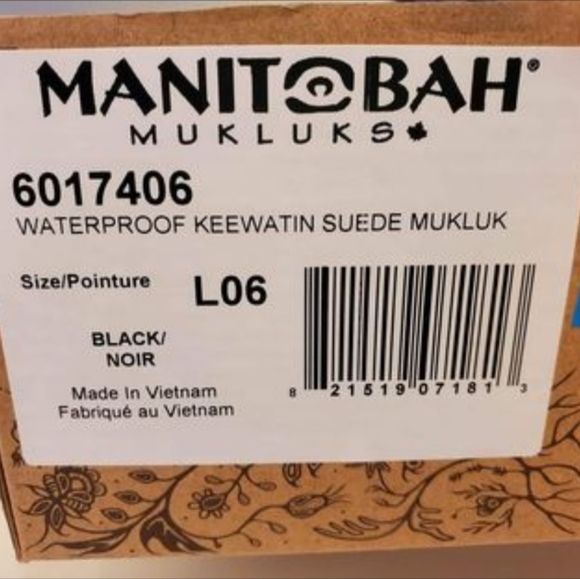 MANITOBAH®
MUKLUKS
6017406
WATERPROOF KEEWATIN SUEDE MUKLUK
Size/Pointure L06
BLACK/
NOIR
Made In Vietnam
Fabriqué au Vietnam
8 21519 07181 3